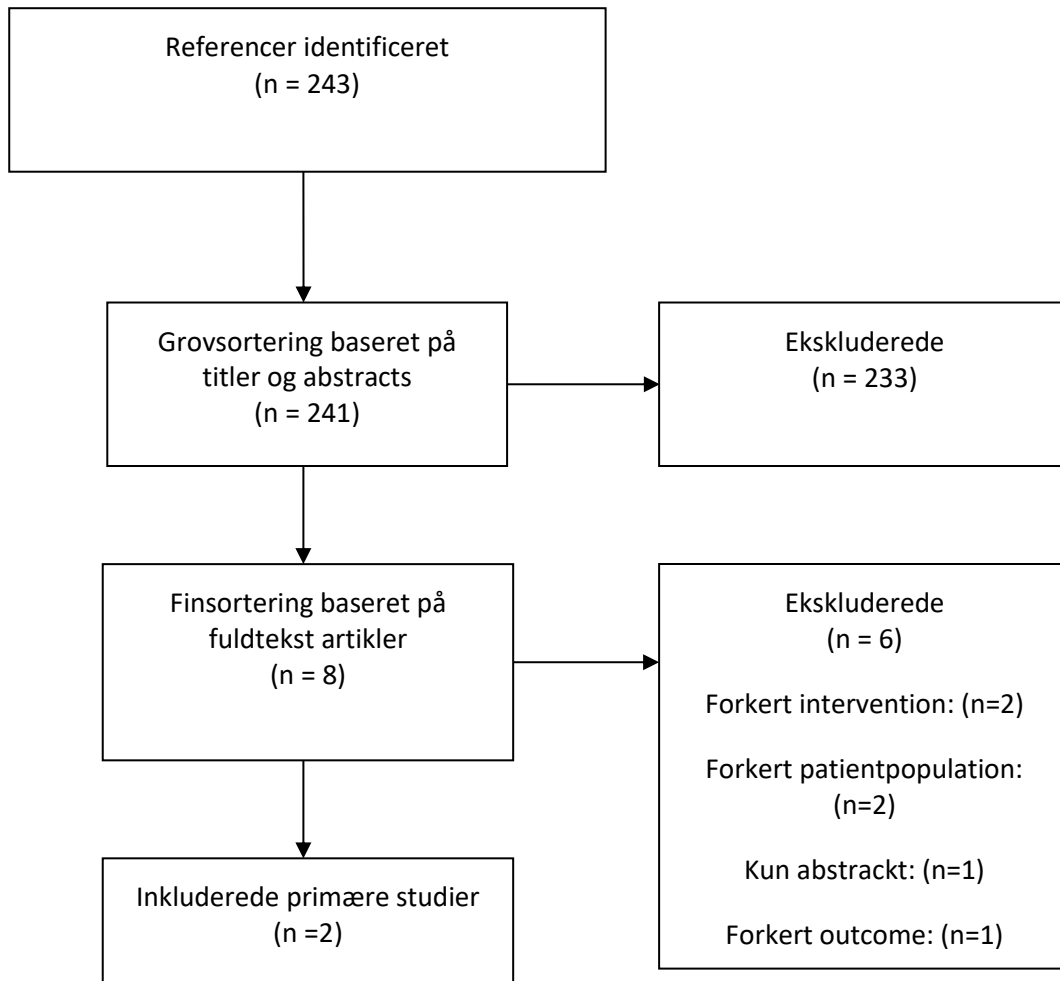 Referencer identificeret
(n = 243)
Grovsortering baseret på
titler og abstracts
(n = 241)
Ekskluderede
(n = 233)
Finsortering baseret på
fuldtekst artikler
(n = 8)
Ekskluderede
(n = 6)
Forkert intervention: (n=2)
Forkert patientpopulation:
(n=2)
Kun abstrackt: (n=1)
Forkert outcome: (n=1)
Inkluderede primære studier
(n =2)